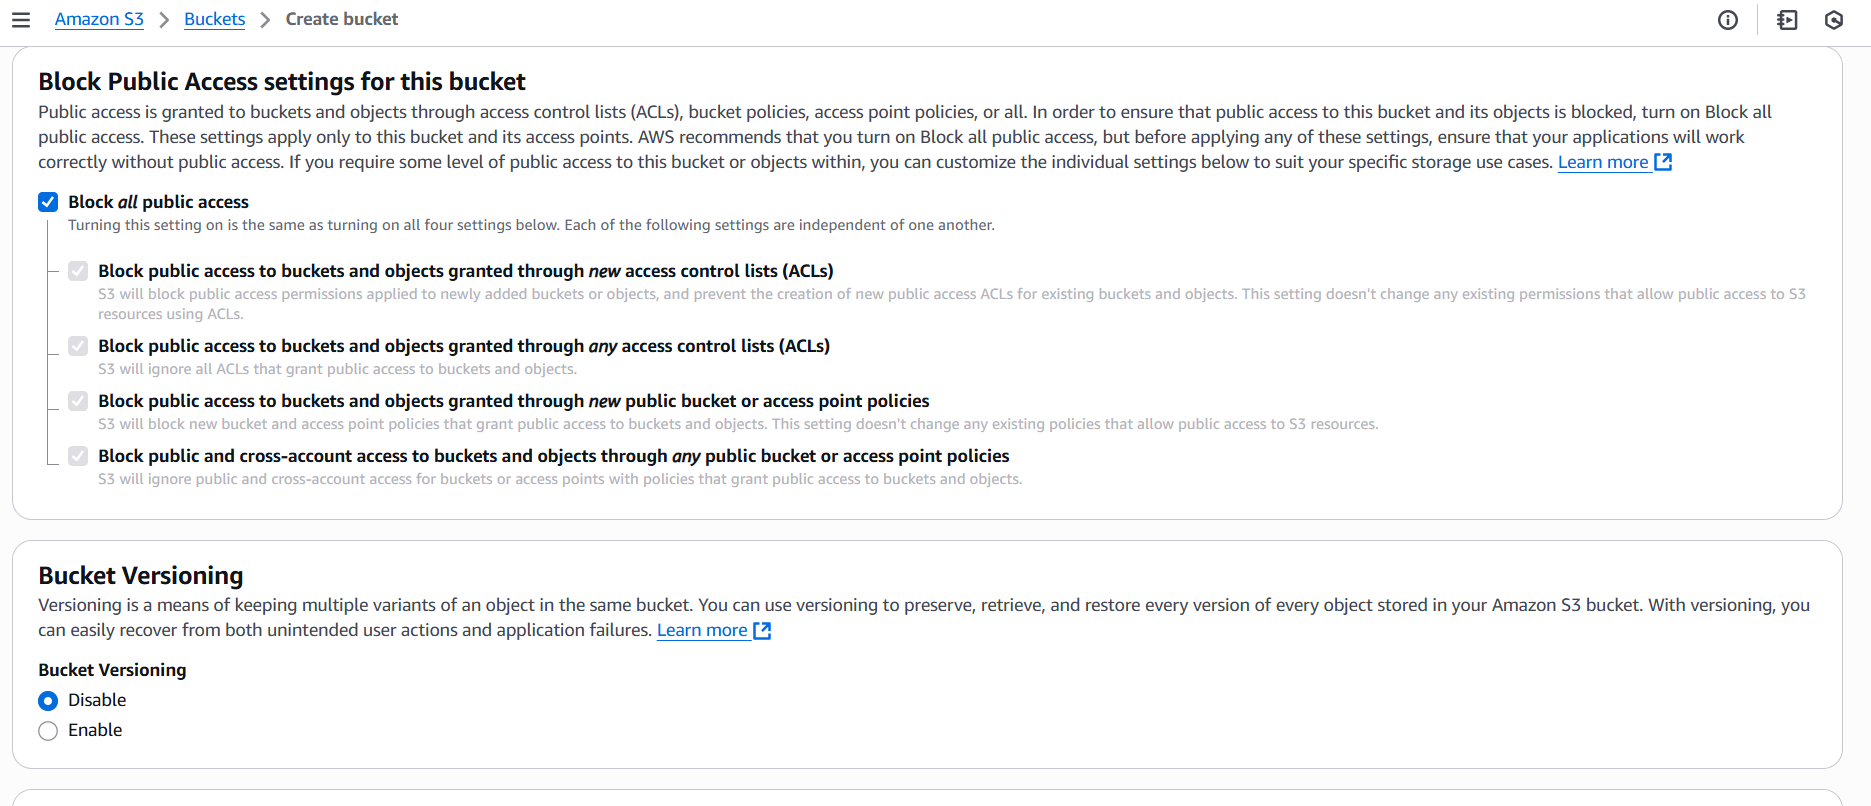 Amazon S3 > Buckets > Create bucket
Block Public Access settings for this bucket
Public access is granted to buckets and objects through access control lists (ACLs), bucket policies, access point policies, or all. In order to ensure that public access to this bucket and its objects is blocked, turn on Block all
public access. These settings apply only to this bucket and its access points. AWS recommends that you turn on Block all public access, but before applying any of these settings, ensure that your applications will work
correctly without public access. If you require some level of public access to this bucket or objects within, you can customize the individual settings below to suit your specific storage use cases. Learn more
Block all public access
Turning this setting on is the same as turning on all four settings below. Each of the following settings are independent of one another.
Block public access to buckets and objects granted through new access control lists (ACLs)
S3 will block public access permissions applied to newly added buckets or objects, and prevent the creation of new public access ACLs for existing buckets and objects. This setting doesn't change any existing permissions that allow public access to S3
resources using ACLs.
Block public access to buckets and objects granted through any access control lists (ACLs)
S3 will ignore all ACLs that grant public access to buckets and objects.
Block public access to buckets and objects granted through new public bucket or access point policies
S3 will block new bucket and access point policies that grant public access to buckets and objects. This setting doesn't change any existing policies that allow public access to S3 resources.
Block public and cross-account access to buckets and objects through any public bucket or access point policies
S3 will ignore public and cross-account access for buckets or access points with policies that grant public access to buckets and objects.
Bucket Versioning
Versioning is a means of keeping multiple variants of an object in the same bucket. You can use versioning to preserve, retrieve, and restore every version of every object stored in your Amazon S3 bucket. With versioning, you
can easily recover from both unintended user actions and application failures. Learn more
Bucket Versioning
Disable
Enable